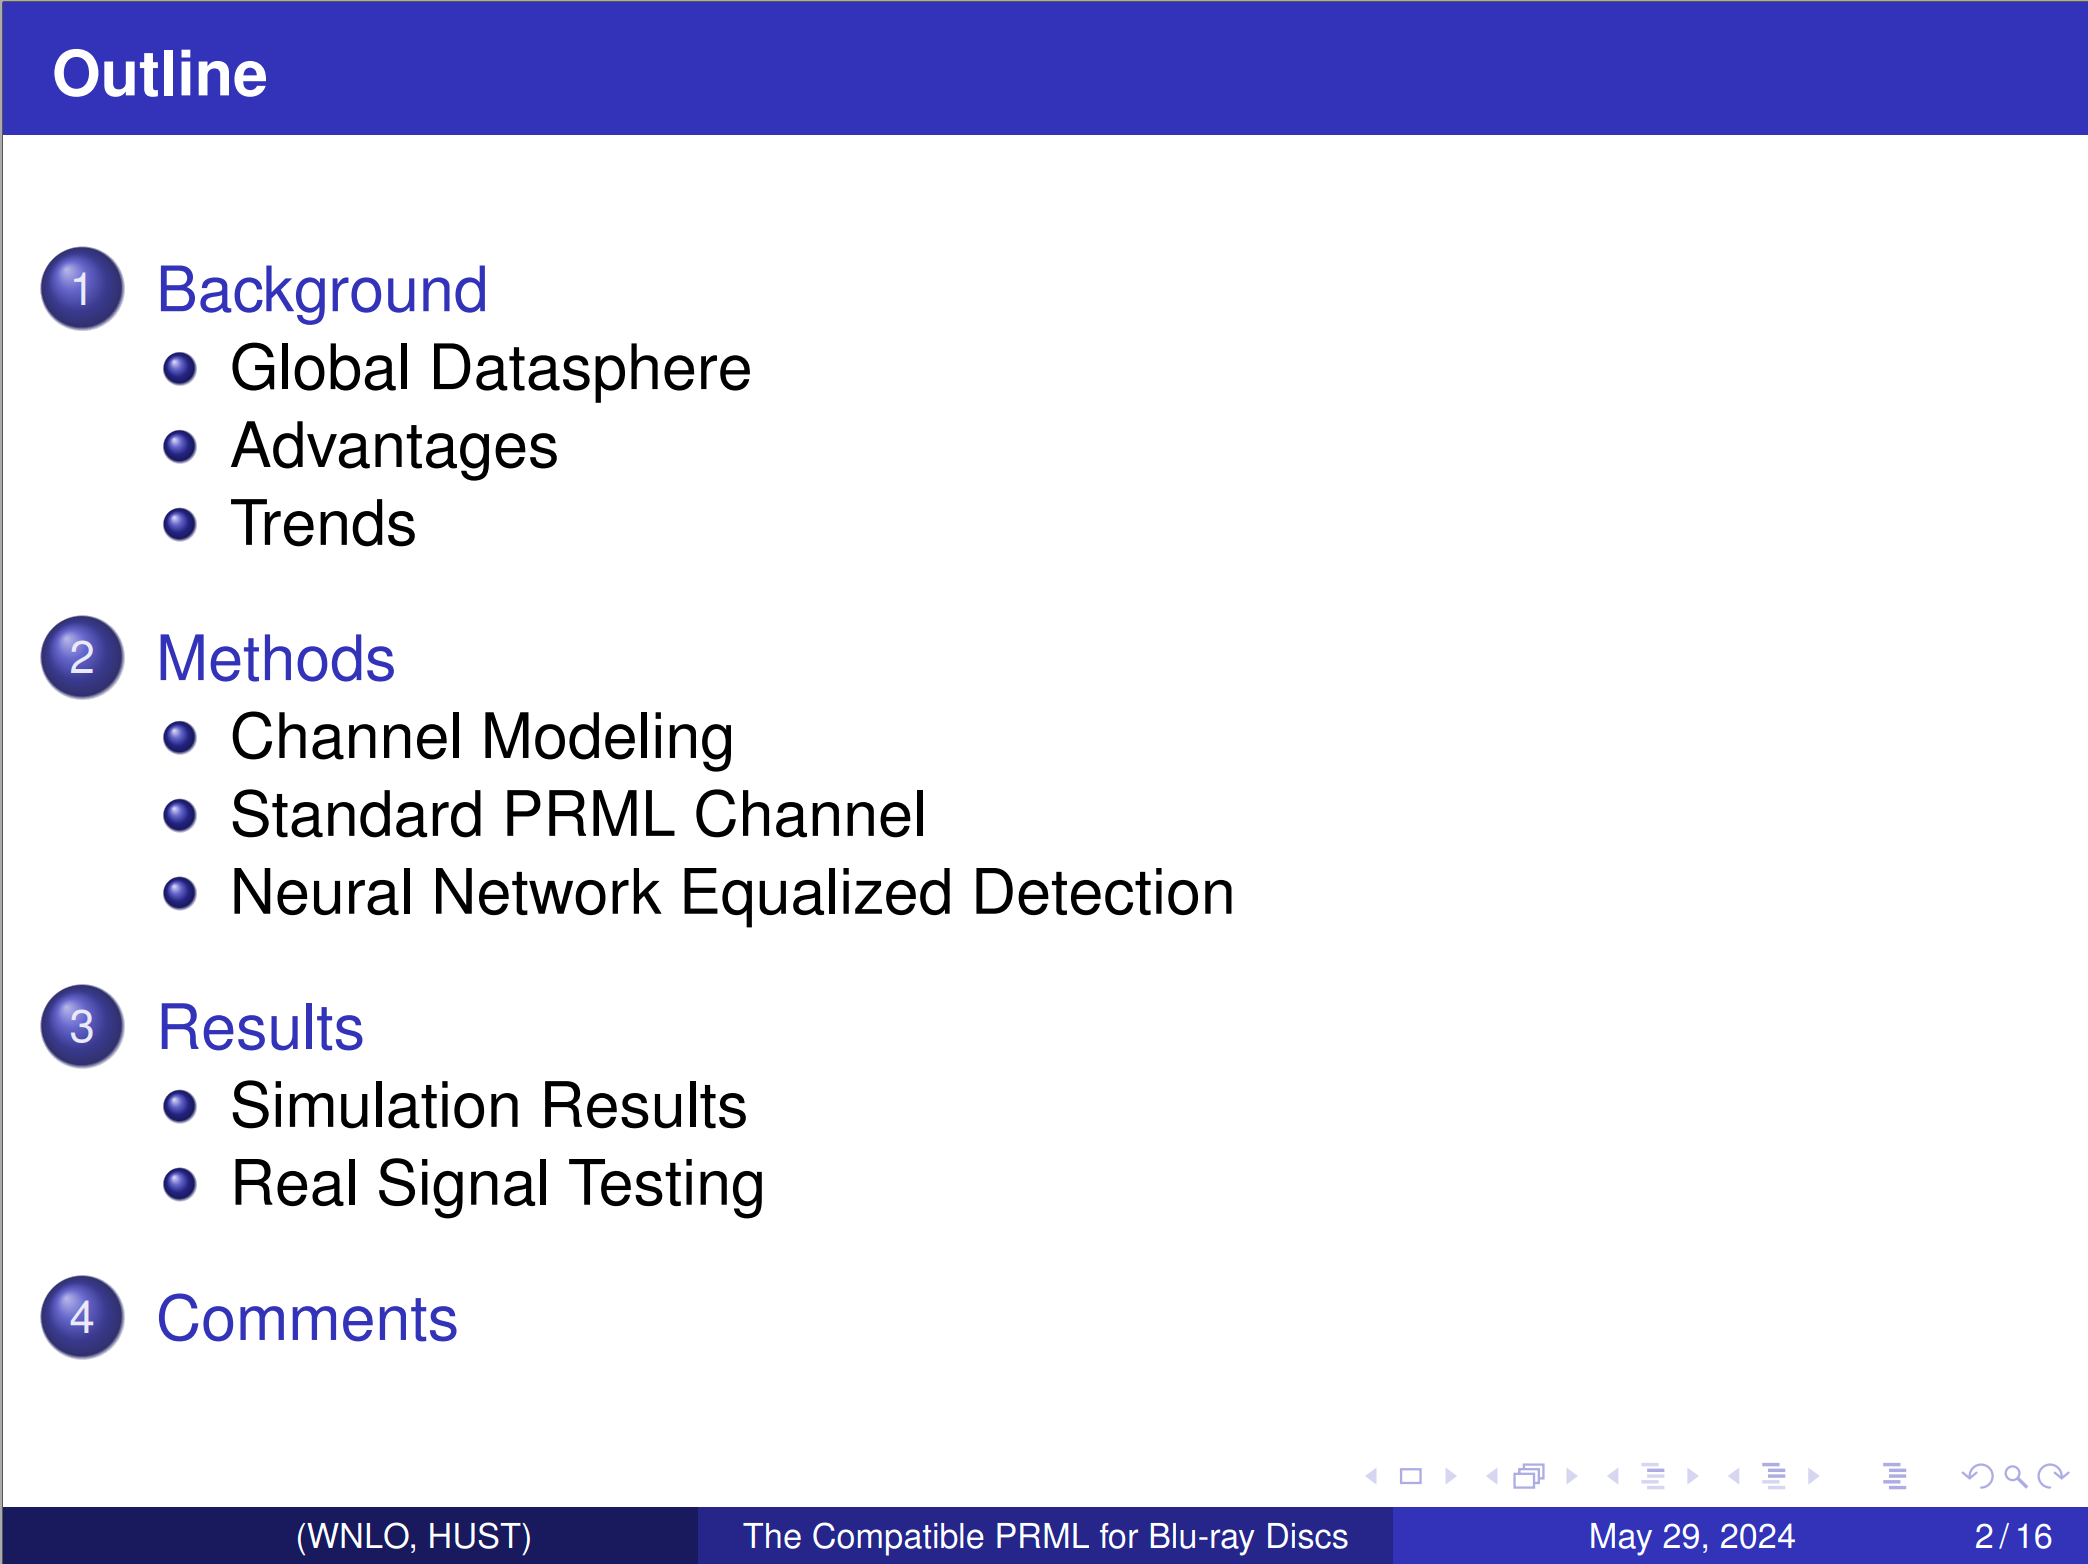 Outline
1 Background
Global Datasphere
Advantages
Trends
2 Methods
Channel Modeling
Standard PRML Channel
Neural Network Equalized Detection
3 Results
Simulation Results
Real Signal Testing
4 Comments
(WNLO, HUST) The Compatible PRML for Blu-ray Discs May 29, 2024 2 / 16